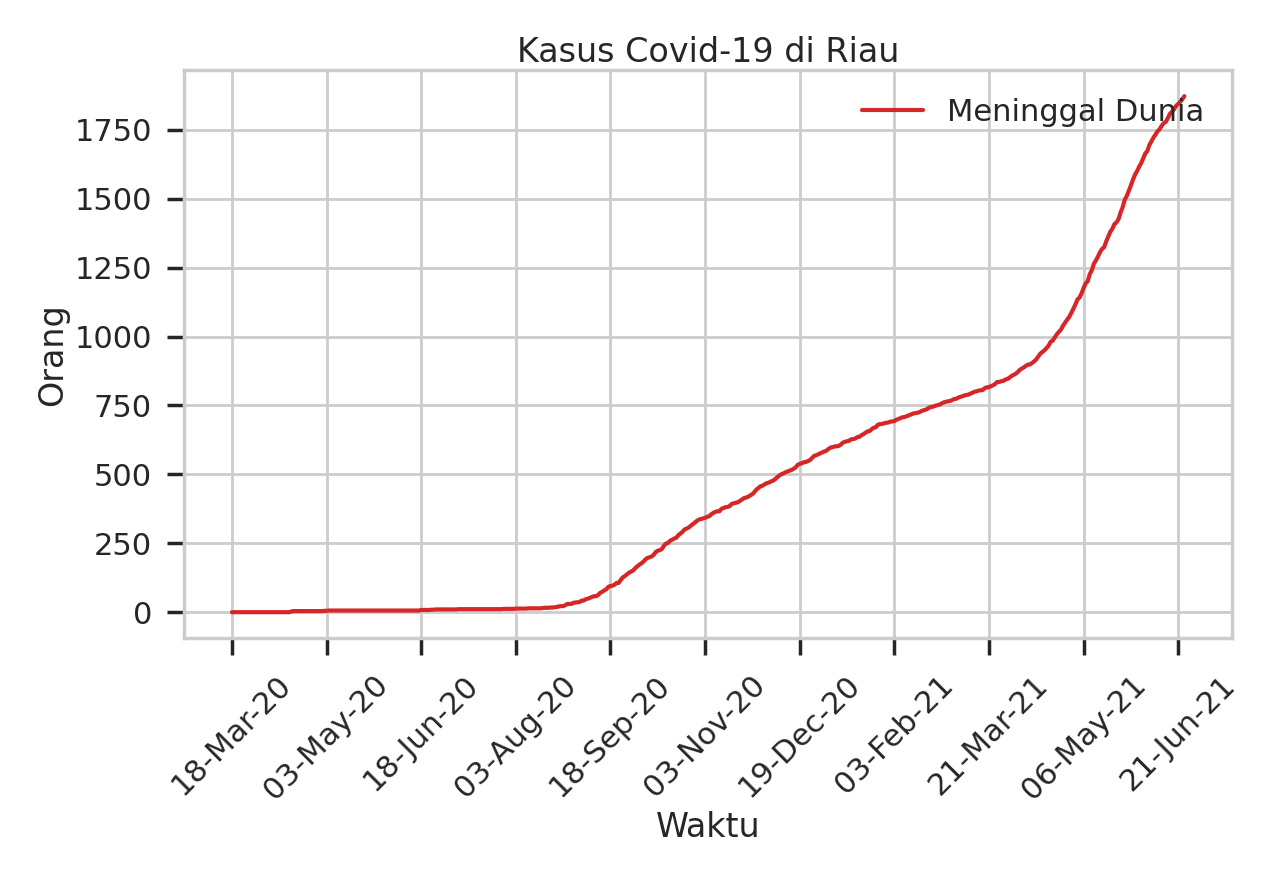 Kasus Covid-19 di Riau
Meninggal Dunia
Orang
1750
1500
1250
1000
750
500
250
0
18-Mar-20
03-May-20
18-Jun-20
03-Aug-20
18-Sep-20
03-Nov-20
19-Dec-20
03-Feb-21
21-Mar-21
06-May-21
21-Jun-21
Waktu